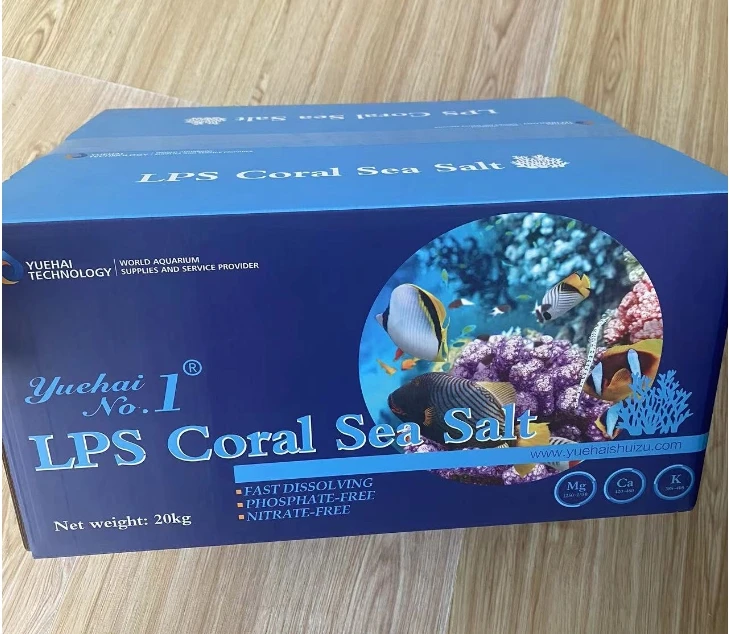 LPS Coral Sea Salt
LPS Coral Sea Salt
YUEHAI
TECHNOLOGY
WORLD AQUARIUM
SUPPLIES AND SERVICE PROVIDER
Yuehai
No.1®
LPS Coral Sea Salt
www.yuehaishuizu.com
FAST DISSOLVING
PHOSPHATE-FREE
NITRATE-FREE
Mg
Ca
K
Net weight: 20kg